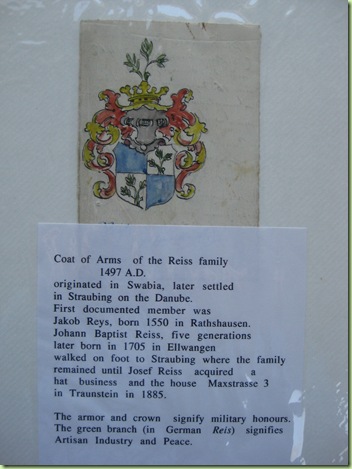 Coat of Arms of the Reiss family
1497 A.D.
originated in Swabia, later settled
in Straubing on the Danube.
First documented member was
Jakob Reys, born 1550 in Rathshausen.
Johann Baptist Reiss, five generations
later born in 1705 in Ellwangen
walked on foot to Straubing where the family
remained until Josef Reiss acquired a
hat business and the house Maxstrasse 3
in Traunstein in 1885.
The armor and crown signify military honours.
The green branch (in German Reis) signifies
Artisan Industry and Peace.